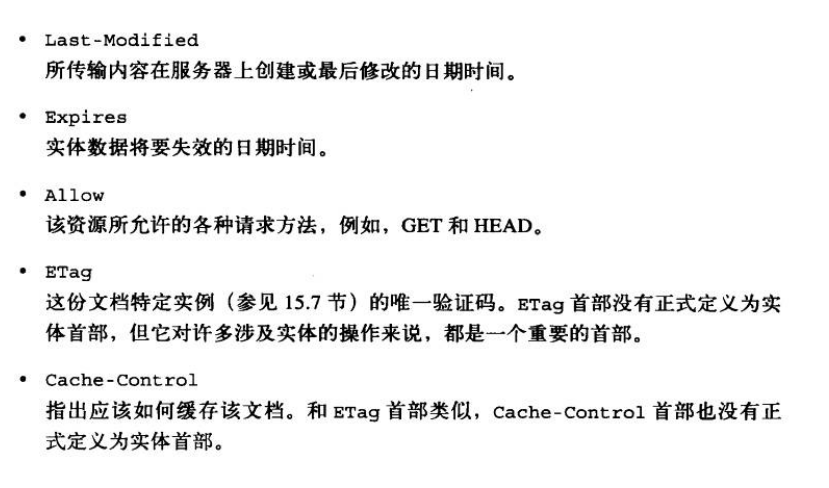 • Last-Modified
所传输内容在服务器上创建或最后修改的日期时间。
• Expires
实体数据将要失效的日期时间。
• Allow
该资源所允许的各种请求方法，例如，GET 和 HEAD。
• ETag
这份文档特定实例（参见 15.7 节）的唯一验证码。ETag 首部没有正式定义为实
体首部，但它对许多涉及实体的操作来说，都是一个重要的首部。
• Cache-Control
指出应该如何缓存该文档。和 ETag 首部类似，Cache-Control 首部也没有正
式定义为实体首部。